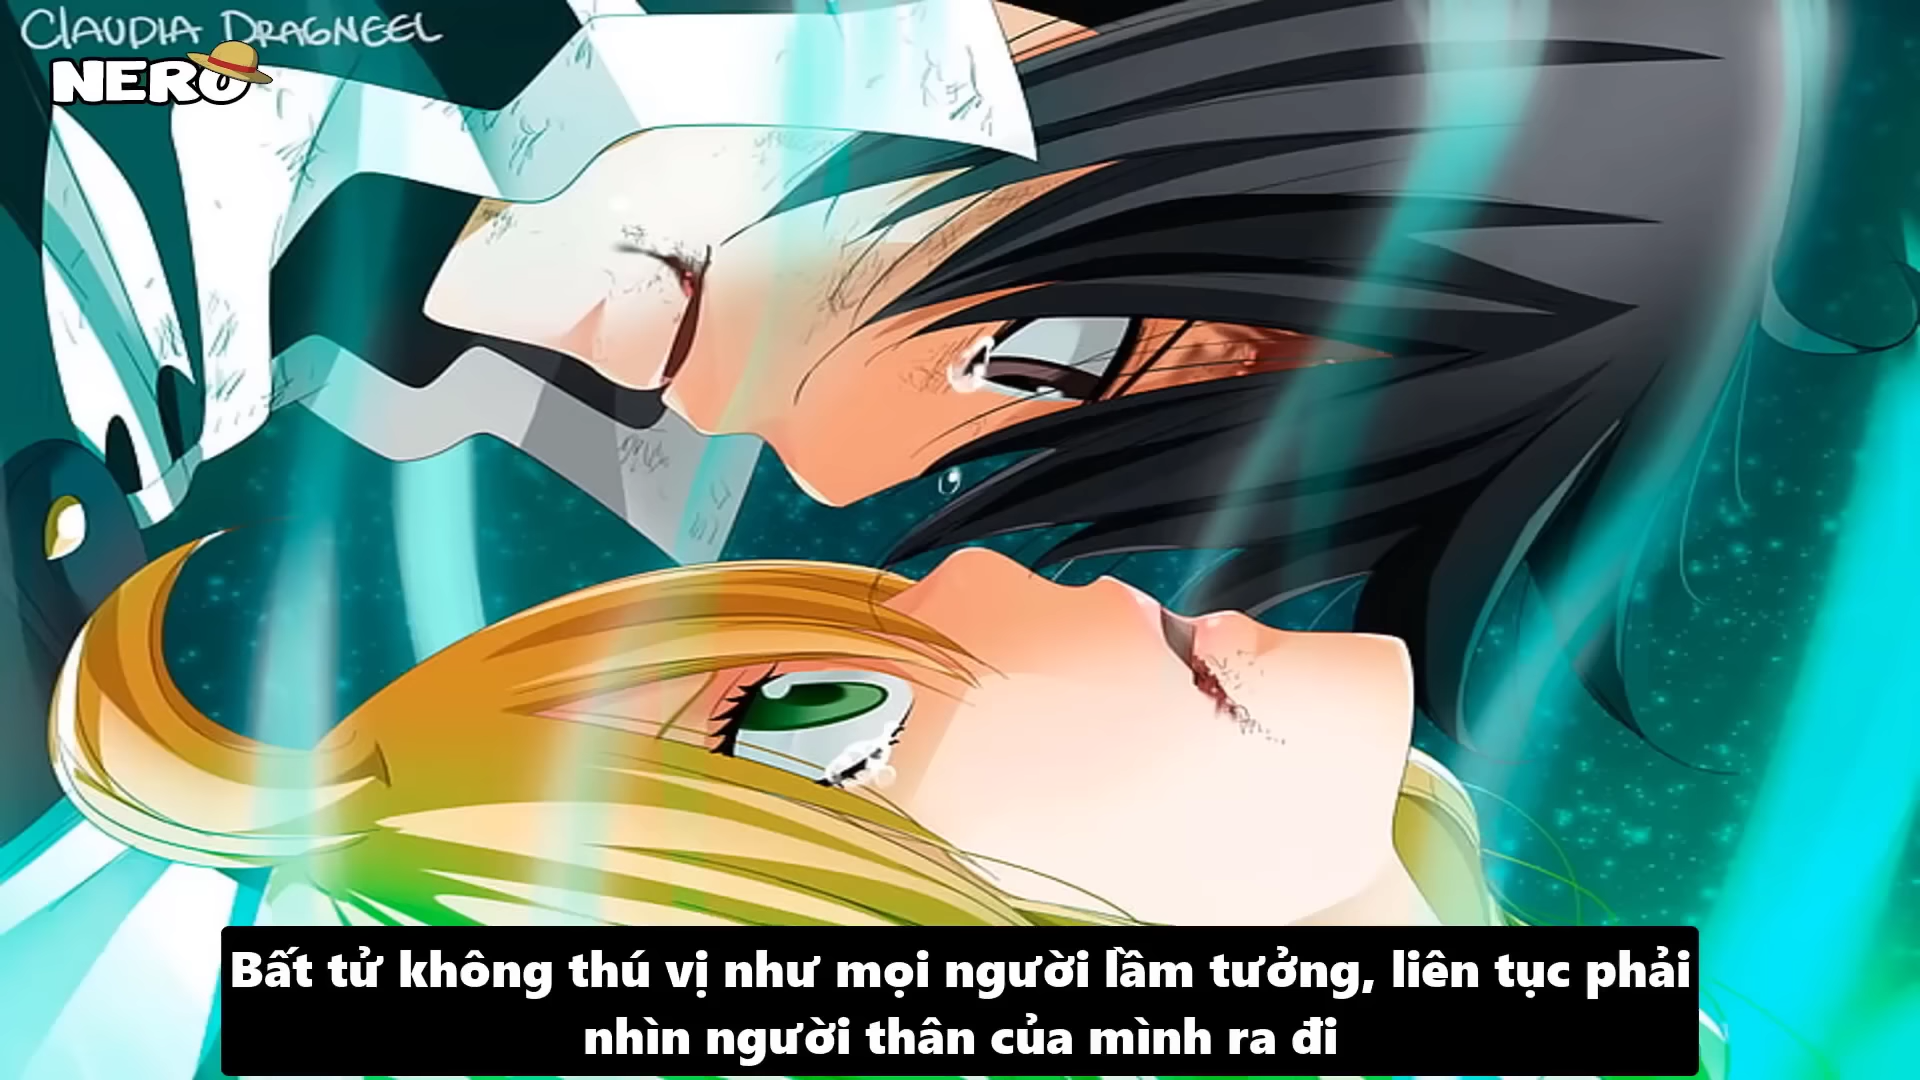 CLAUDIA DRAGNEEL
NERO
Bất tử không thú vị như mọi người lầm tưởng, liên tục phải
nhìn người thân của mình ra đi